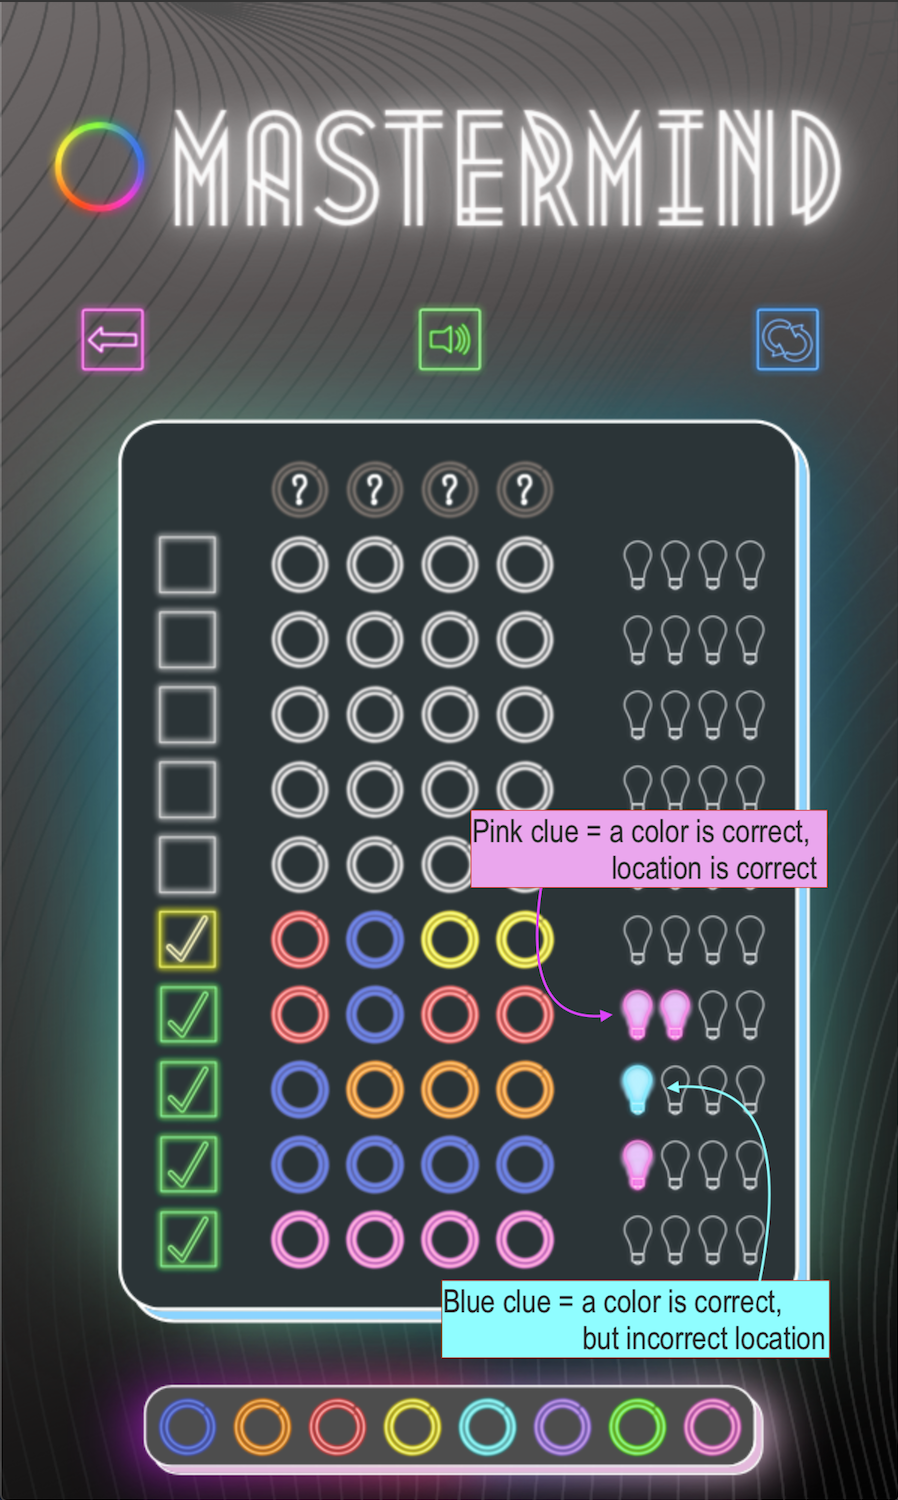 MASTERMIND
? ? ? ?
Pink clue = a color is correct,
location is correct
Blue clue = a color is correct,
but incorrect location